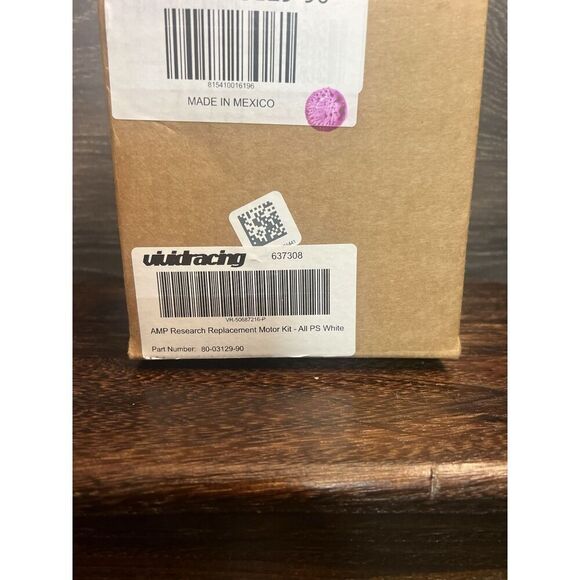 815410016196
MADE IN MEXICO
vividracing 637308
VR-50687216-P
AMP Research Replacement Motor Kit - All PS White
Part Number: 80-03129-90